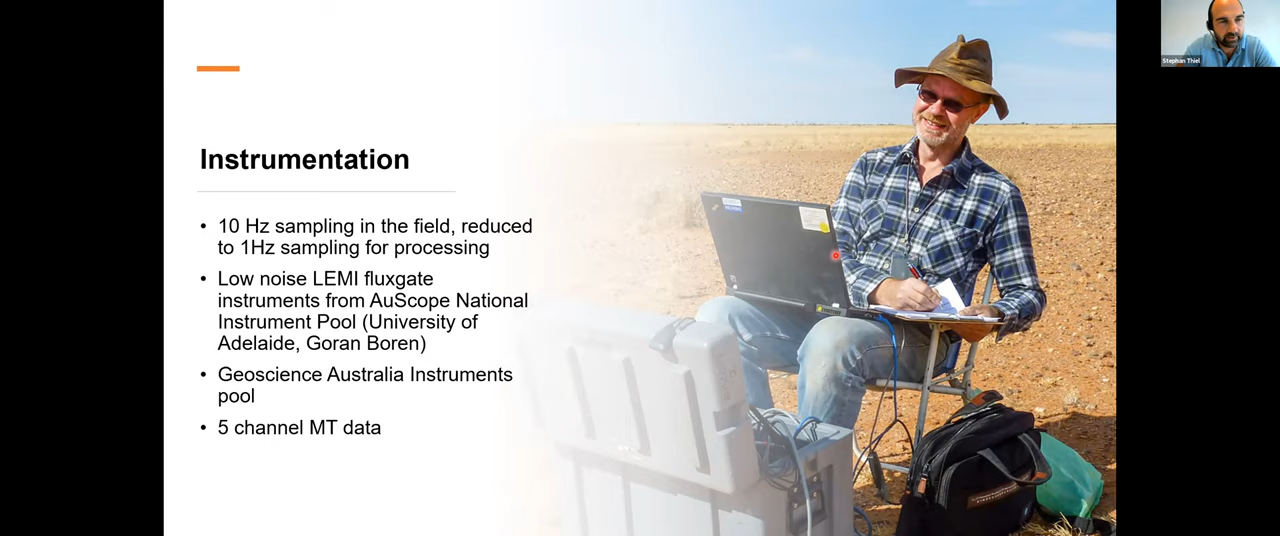 Stephan Thiel
Instrumentation
• 10 Hz sampling in the field, reduced
to 1Hz sampling for processing
• Low noise LEMI fluxgate
instruments from AuScope National
Instrument Pool (University of
Adelaide, Goran Boren)
• Geoscience Australia Instruments
pool
• 5 channel MT data